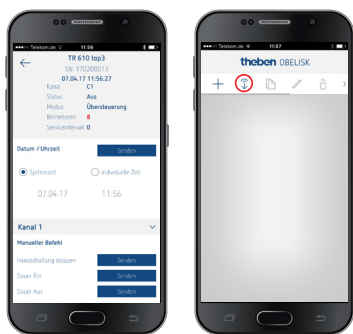 Telekom.de 11:56
TR 610 top3
SN: 170200013
07.04.17 11:56:27
Kanal C1
Status Aus
Modus Übersteuerung
Betriebszeit 8
Serviceintervall 0
Datum / Uhrzeit Senden
Systemzeit Individuelle Zeit
07.04.17 11:56
Kanal 1
Manueller Befehl
Handschaltung stoppen Senden
Dauer Ein Senden
Dauer Aus Senden
Telekom.de 11:57
theben OBELISK